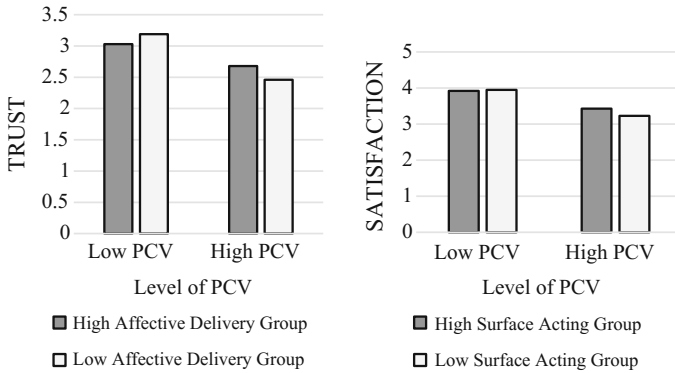 3.5
3
2.5
2
1.5
1
0.5
0
TRUST
Low PCV High PCV
Level of PCV
High Affective Delivery Group
Low Affective Delivery Group
5
4
3
2
1
0
SATISFACTION
Low PCV High PCV
Level of PCV
High Surface Acting Group
Low Surface Acting Group